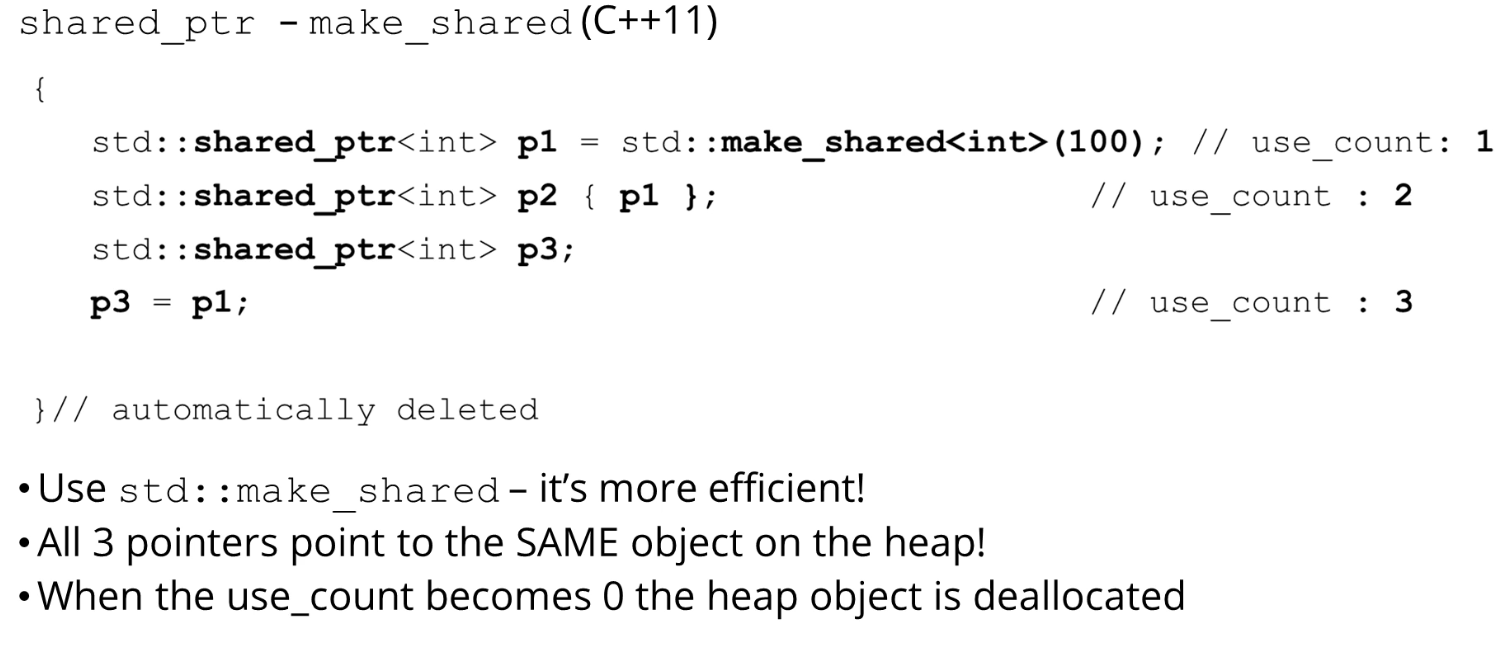 shared_ptr – make_shared (C++11)
{
std::shared_ptr<int> p1 = std::make_shared<int>(100); // use_count: 1
std::shared_ptr<int> p2 { p1 }; // use_count : 2
std::shared_ptr<int> p3;
p3 = p1; // use_count : 3
}// automatically deleted
• Use std::make_shared – it’s more efficient!
• All 3 pointers point to the SAME object on the heap!
• When the use_count becomes 0 the heap object is deallocated